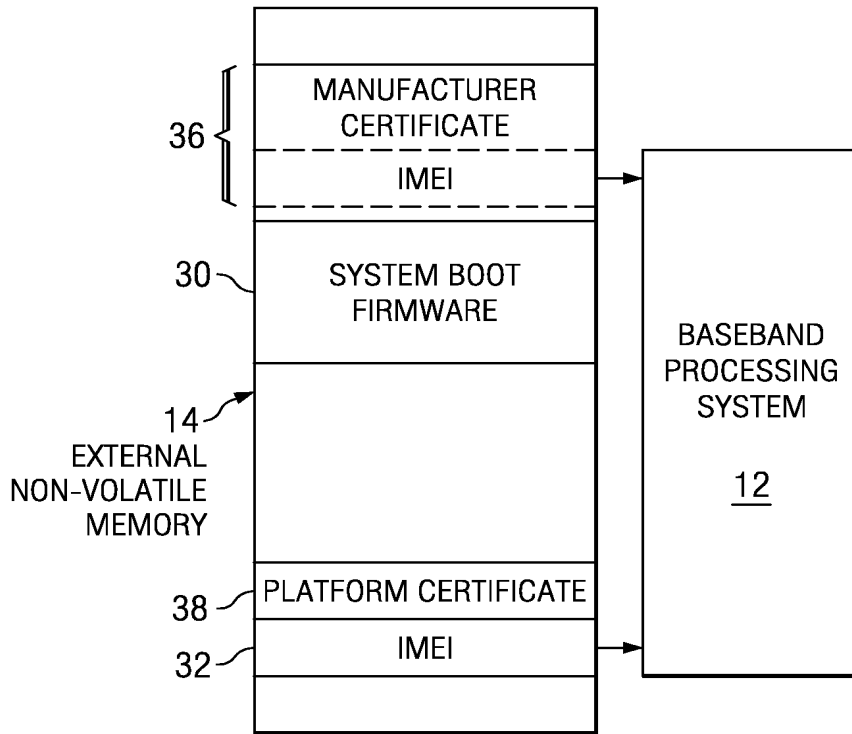 MANUFACTURER
CERTIFICATE
36
IMEI
30
SYSTEM BOOT
FIRMWARE
BASEBAND
PROCESSING
SYSTEM
12
14
EXTERNAL
NON-VOLATILE
MEMORY
38
PLATFORM CERTIFICATE
32
IMEI